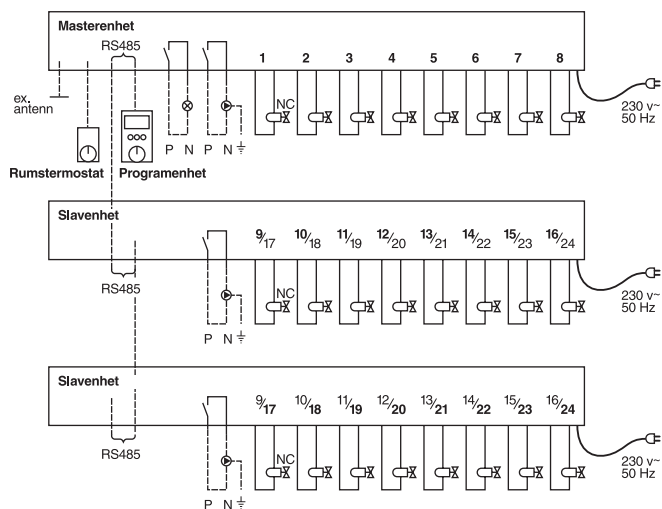 Masterenhet
RS485
1 2 3 4 5 6 7 8
ex.
antenn
NC
230 v~
50 Hz
P N P N
Rumstermostat Programenhet
Slavenhet
9/17 10/18 11/19 12/20 13/21 14/22 15/23 16/24
RS485
NC
230 v~
50 Hz
P N
Slavenhet
9/17 10/18 11/19 12/20 13/21 14/22 15/23 16/24
RS485
NC
230 v~
50 Hz
P N